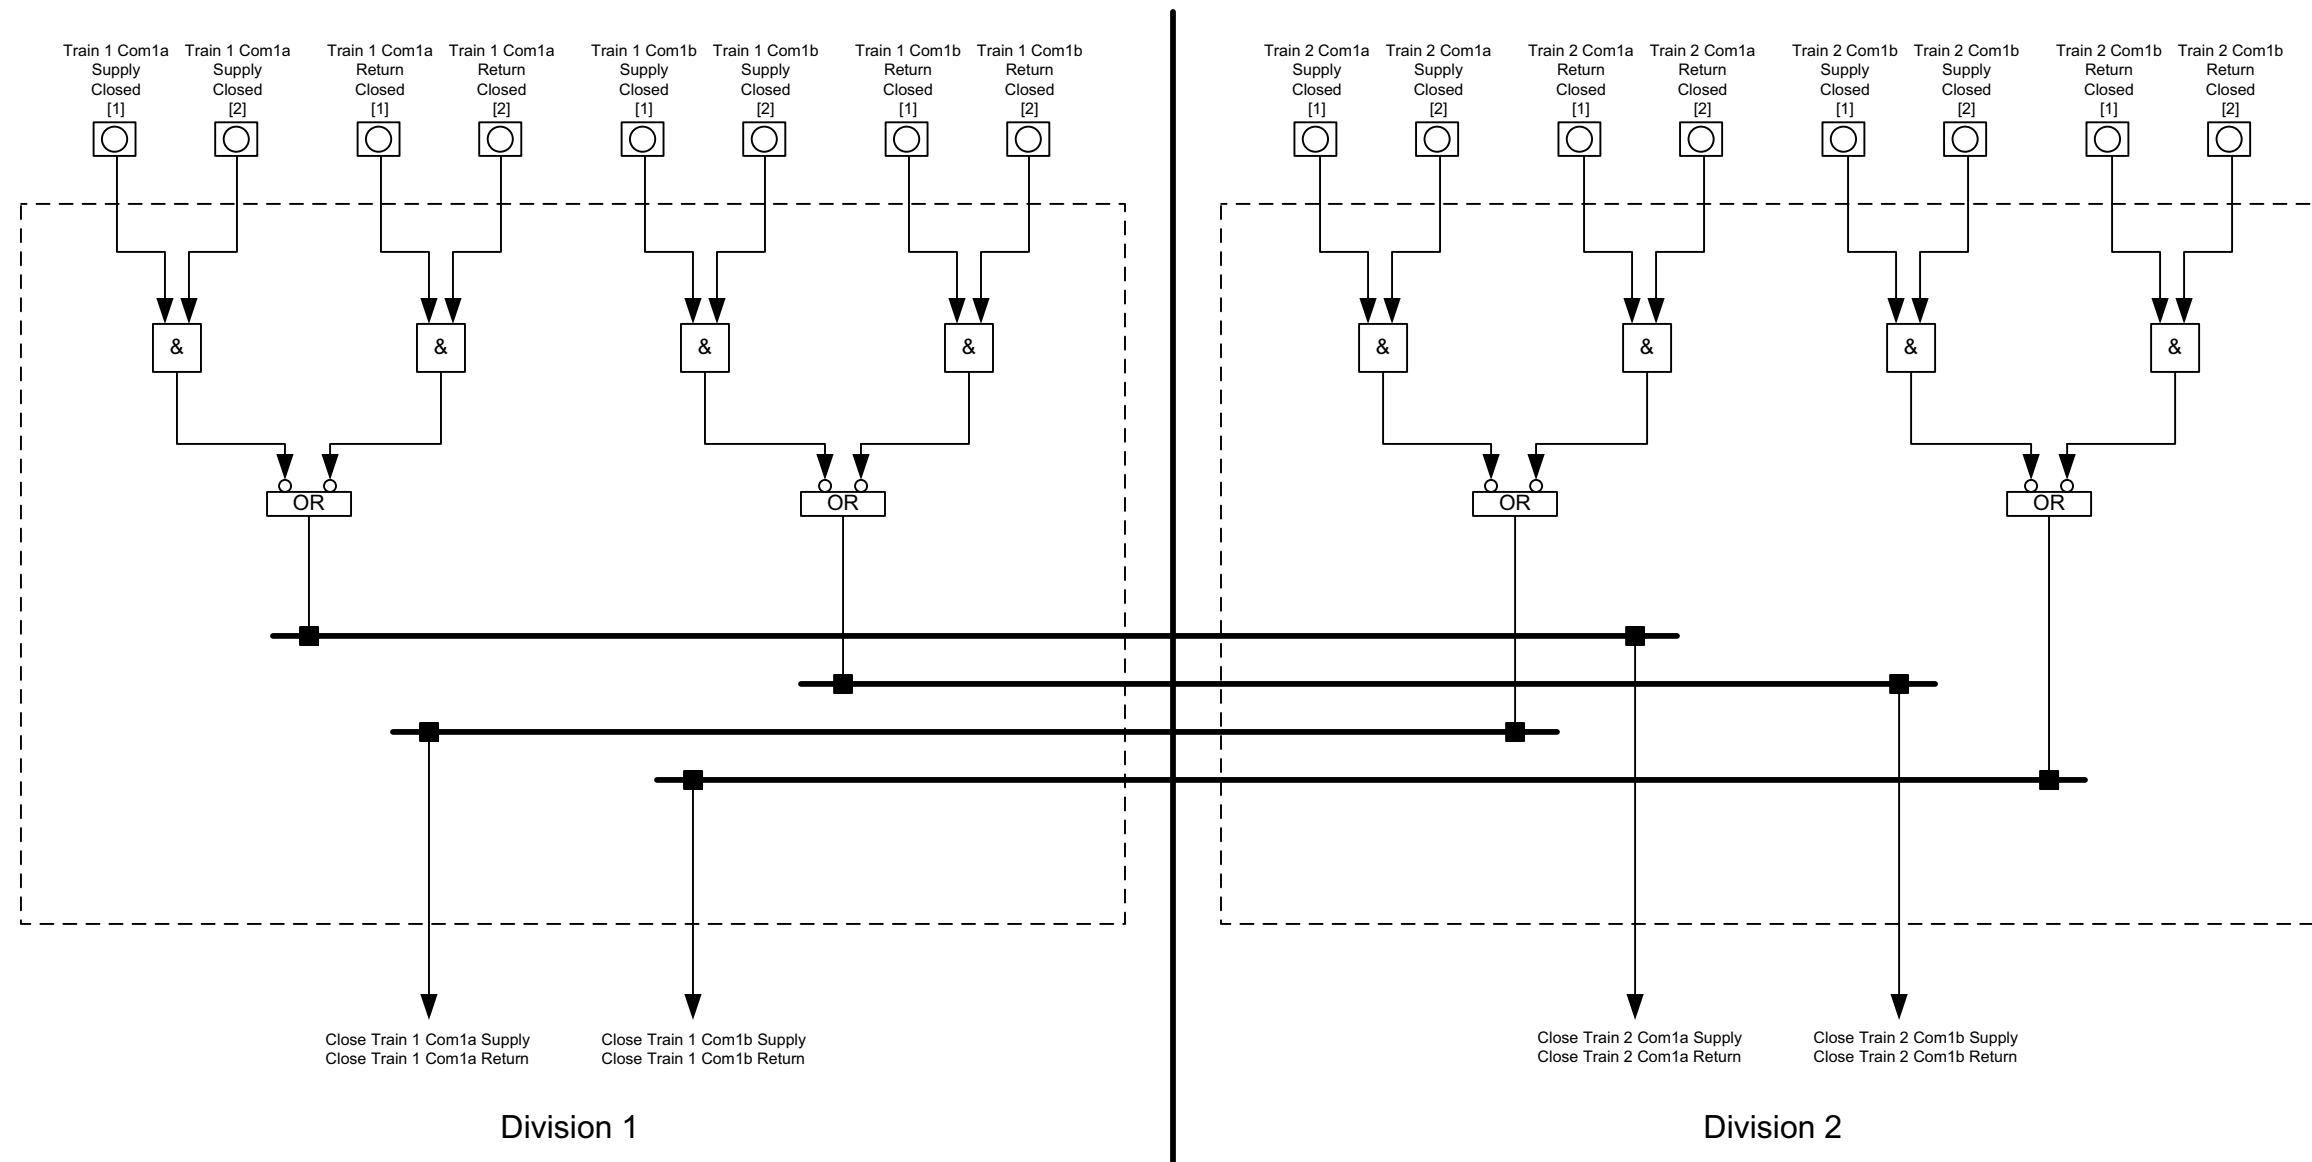 Train 1 Com1a
Supply
Closed
[1]
Train 1 Com1a
Supply
Closed
[2]
Train 1 Com1a
Return
Closed
[1]
Train 1 Com1a
Return
Closed
[2]
Train 1 Com1b
Supply
Closed
[1]
Train 1 Com1b
Supply
Closed
[2]
Train 1 Com1b
Return
Closed
[1]
Train 1 Com1b
Return
Closed
[2]
Train 2 Com1a
Supply
Closed
[1]
Train 2 Com1a
Supply
Closed
[2]
Train 2 Com1a
Return
Closed
[1]
Train 2 Com1a
Return
Closed
[2]
Train 2 Com1b
Supply
Closed
[1]
Train 2 Com1b
Supply
Closed
[2]
Train 2 Com1b
Return
Closed
[1]
Train 2 Com1b
Return
Closed
[2]
&
&
&
&
&
&
&
&
OR
OR
OR
OR
Close Train 1 Com1a Supply
Close Train 1 Com1a Return
Close Train 1 Com1b Supply
Close Train 1 Com1b Return
Close Train 2 Com1a Supply
Close Train 2 Com1a Return
Close Train 2 Com1b Supply
Close Train 2 Com1b Return
Division 1
Division 2